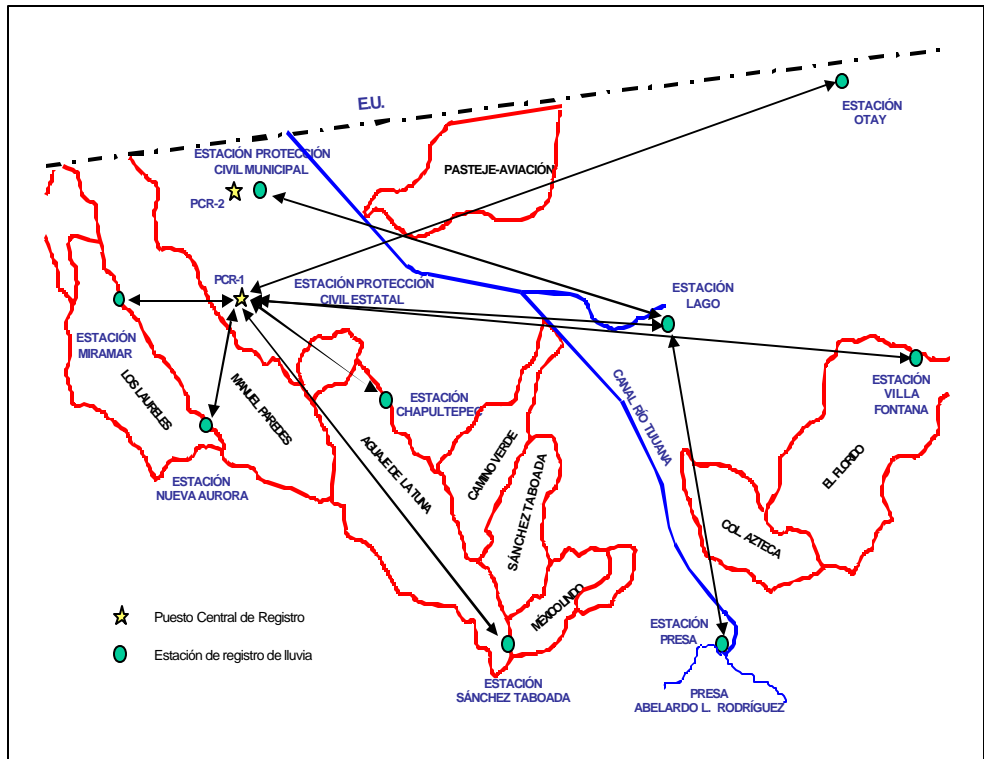 E.U.
ESTACIÓN
OTAY
ESTACIÓN PROTECCIÓN
CIVIL MUNICIPAL
PCR-2
PASTEJE-AVIACIÓN
PCR-1
ESTACIÓN PROTECCIÓN
CIVIL ESTATAL
ESTACIÓN
LAGO
ESTACIÓN
MIRAMAR
LOS LAURELES
MANUEL PAREDES
ESTACIÓN
CHAPULTEPEC
CANAL RÍO TIJUANA
ESTACIÓN
VILLA
FONTANA
AGUAJE DE LA TUNA
CAMINO VERDE
SÁNCHEZ TABOADA
EL FLORIDO
COL. AZTECA
ESTACIÓN
NUEVA AURORA
MÉXICO LINDO
Puesto Central de Registro
Estación de registro de lluvia
ESTACIÓN
PRESA
ESTACIÓN
SÁNCHEZ TABOADA
PRESA
ABELARDO L. RODRÍGUEZ